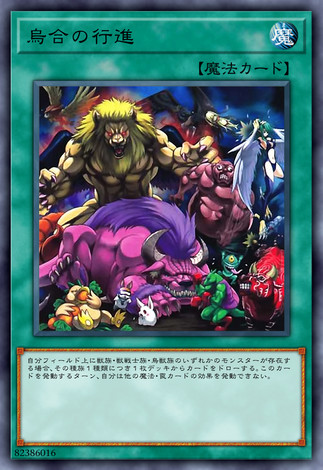 烏合の行進
魔
【魔法カード】
自分フィールド上に獣族・獣戦士族・鳥獣族のいずれかのモンスターが存在す
る場合、その種族１種類につき１枚デッキからカードをドローする。このカー
ドを発動するターン、自分は他の魔法・罠カードの効果を発動できない。
82386016